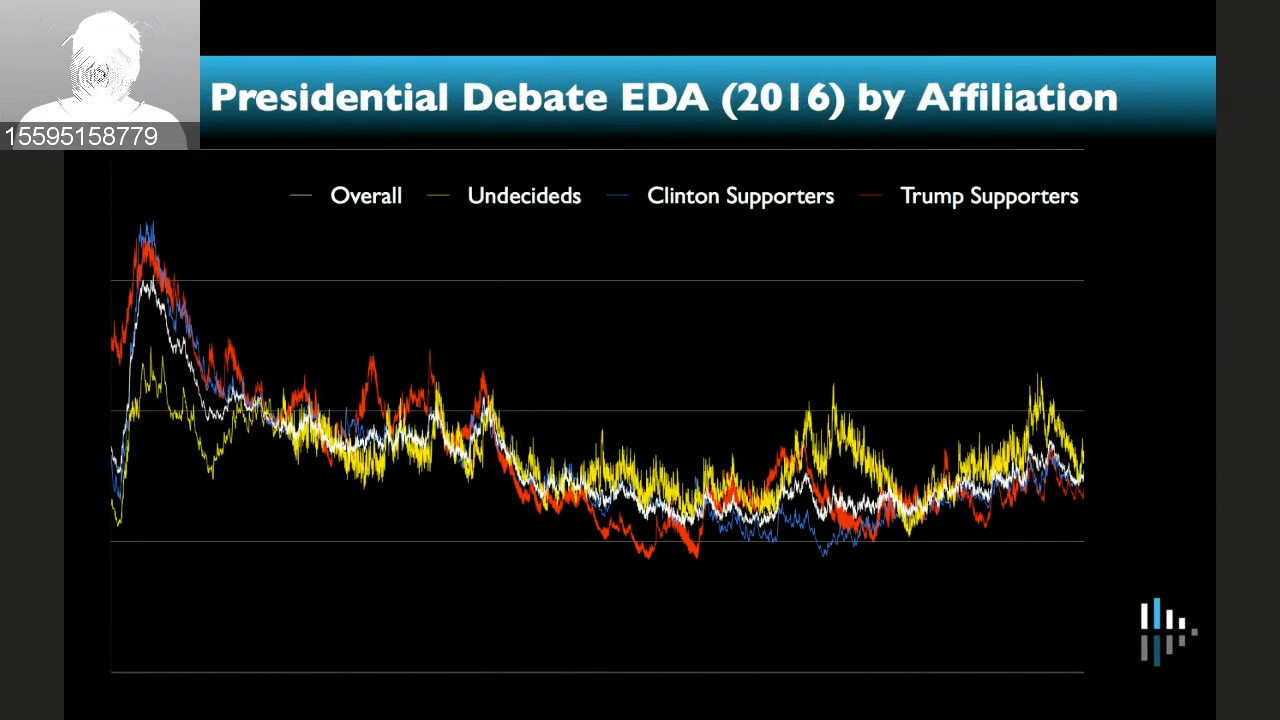 Presidential Debate EDA (2016) by Affiliation
15595158779
Overall Undecideds Clinton Supporters Trump Supporters